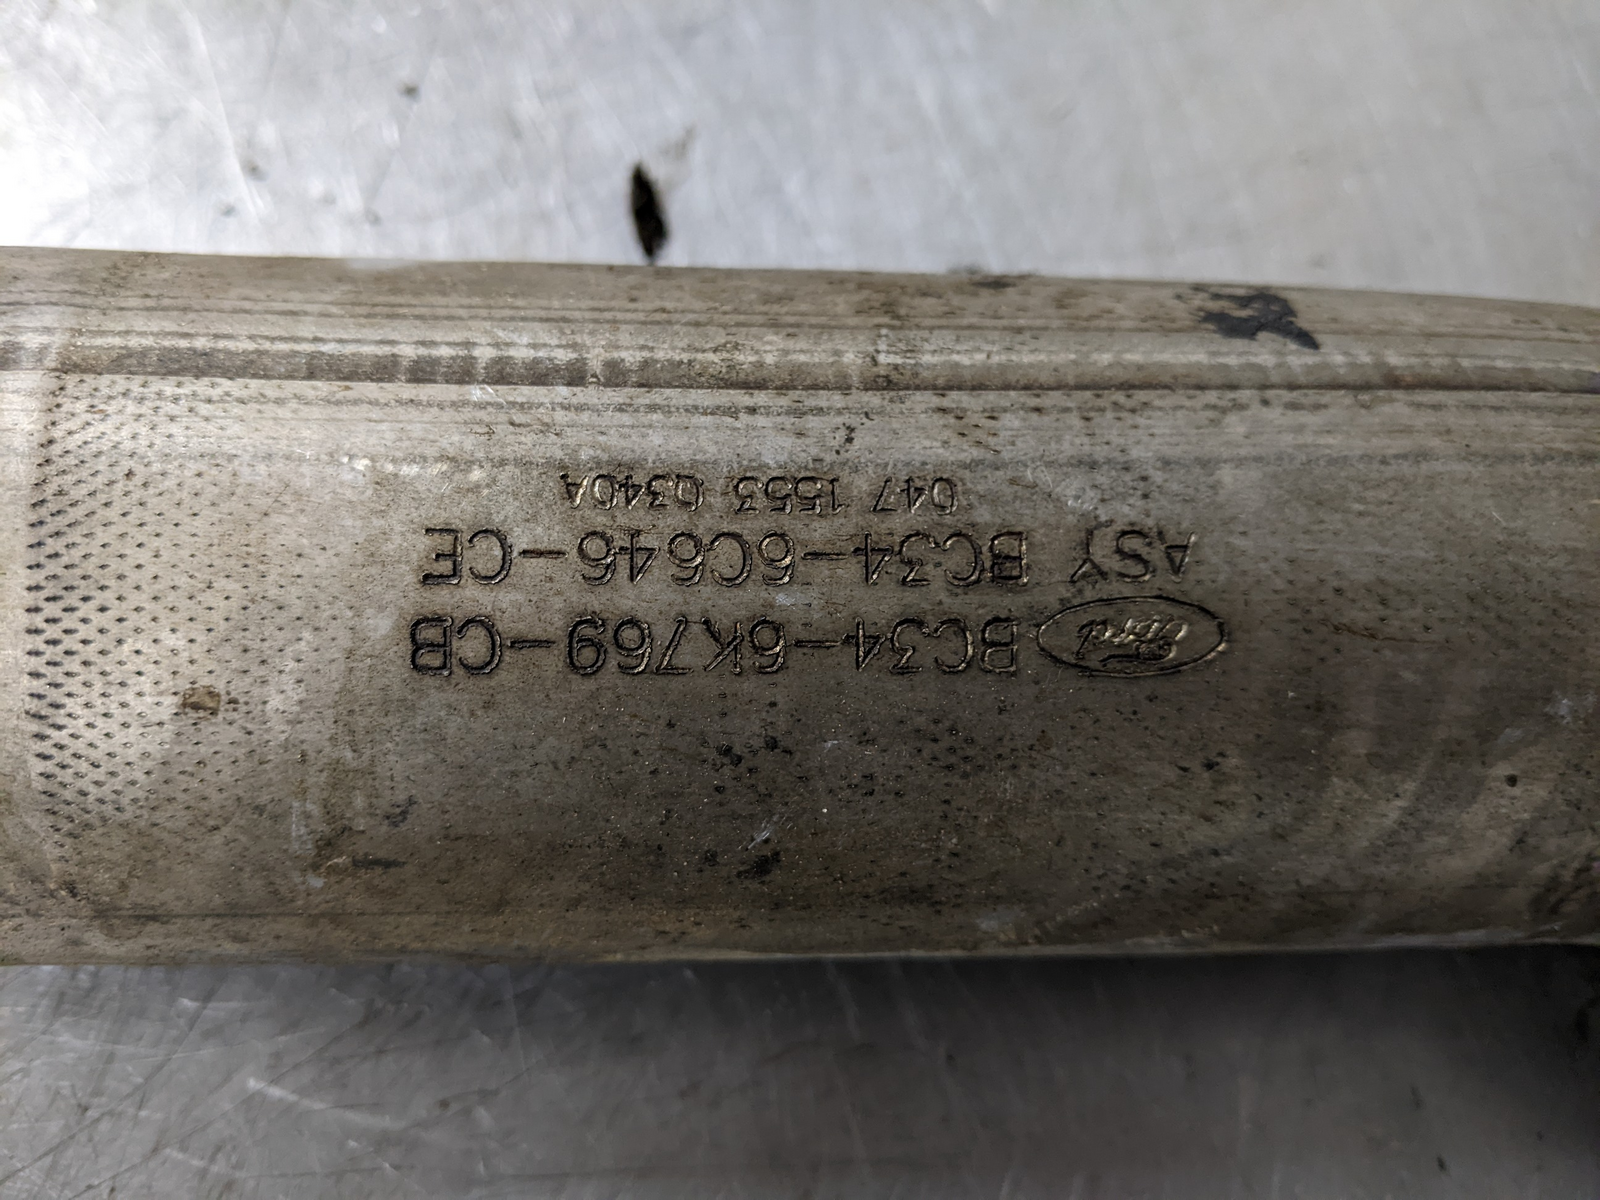 Ford BC34-6K769-CB
ASY BC34-6C646-CE
047 1553 0340A